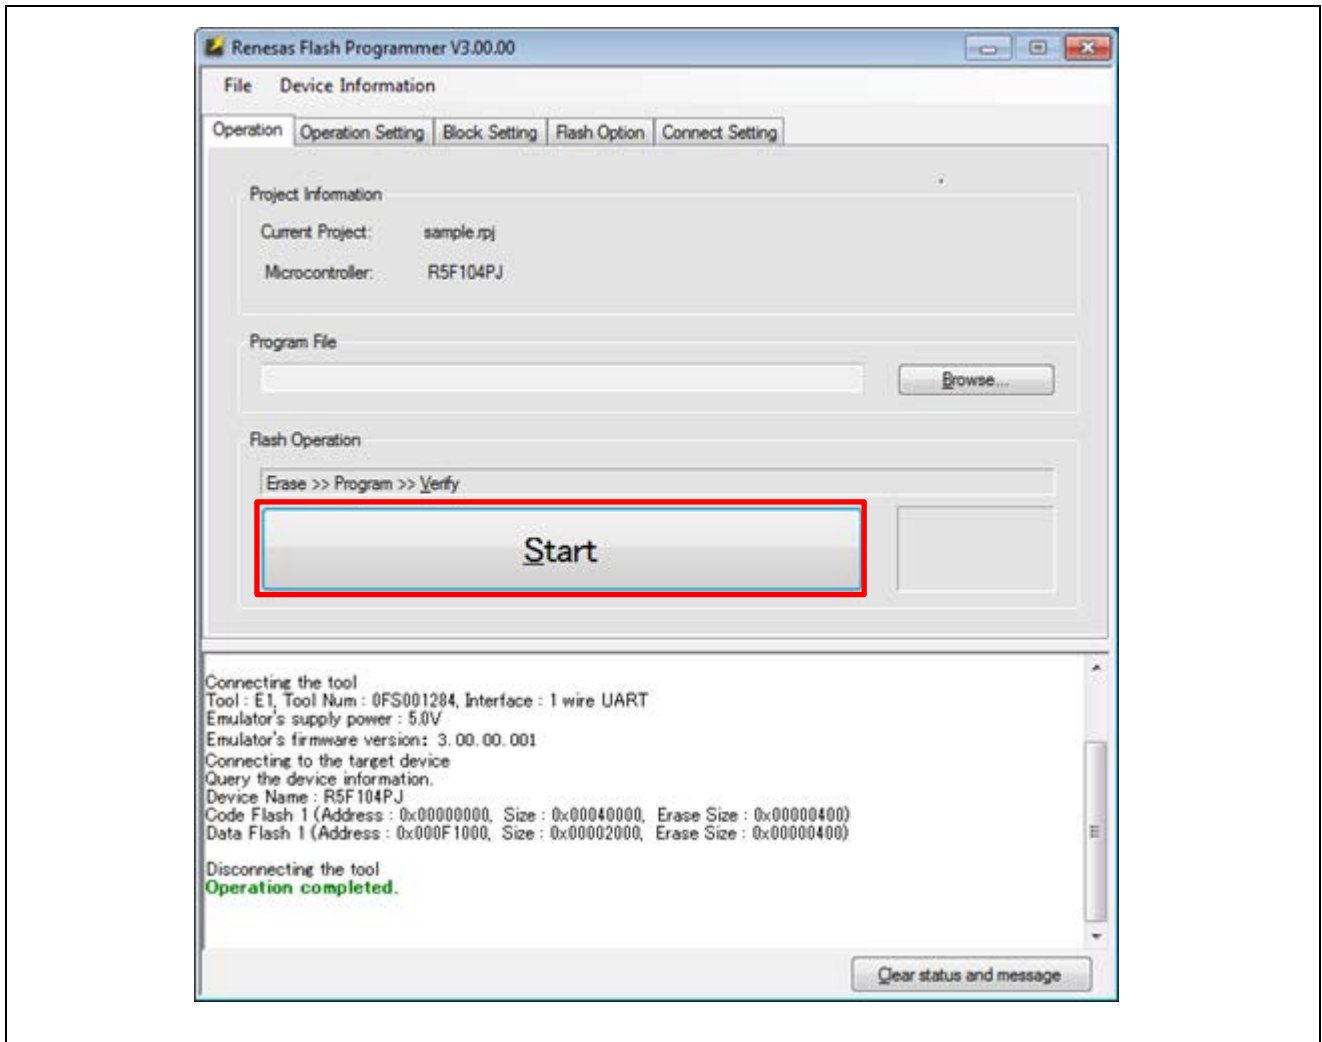 Renesas Flash Programmer V3.00.00
File Device Information
Operation Operation Setting Block Setting Flash Option Connect Setting
Project Information
Current Project: sample.rpj
Microcontroller: R5F104PJ
Program File
Browse...
Flash Operation
Erase >> Program >> Verify
Start
Connecting the tool
Tool : E1, Tool Num : 0FS001284, Interface : 1 wire UART
Emulator's supply power : 5.0V
Emulator's firmware version: 3.00.00.001
Connecting to the target device
Query the device information.
Device Name : R5F104PJ
Code Flash 1 (Address : 0x00000000, Size : 0x00040000, Erase Size : 0x00000400)
Data Flash 1 (Address : 0x000F1000, Size : 0x00002000, Erase Size : 0x00000400)
Disconnecting the tool
Operation completed.
Clear status and message